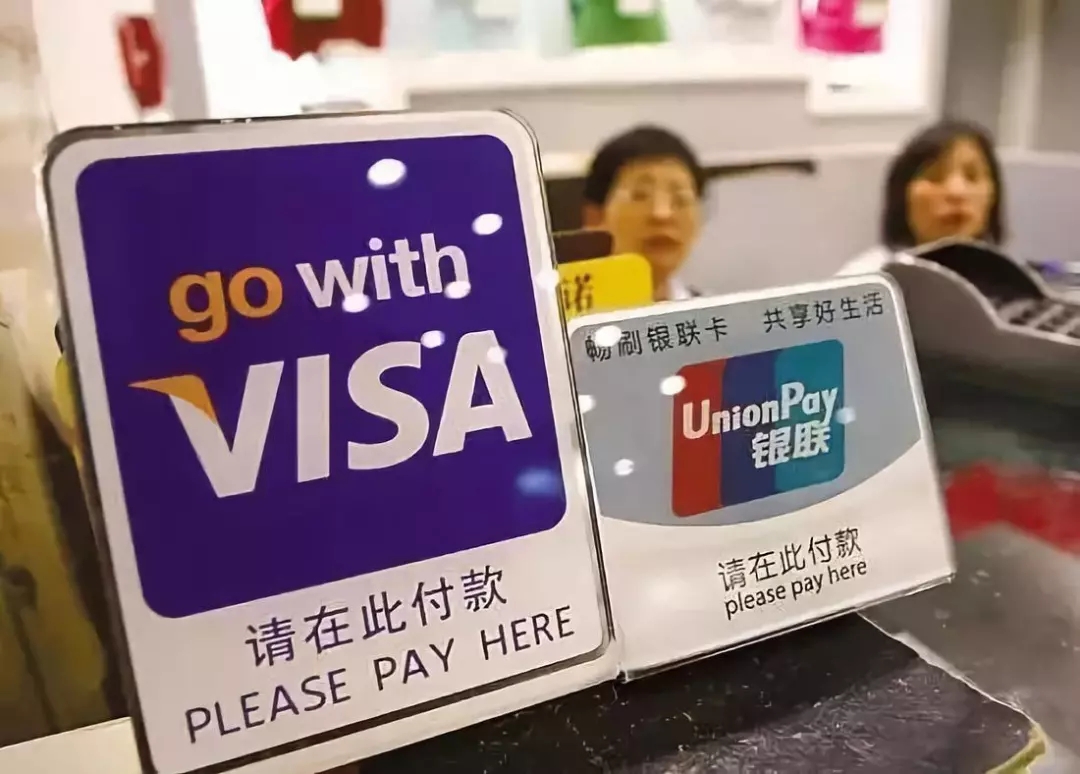 go with
VISA
请在此付款
PLEASE PAY HERE
诺
畅刷银联卡 共享好生活
UnionPay
银联
请在此付款
please pay here